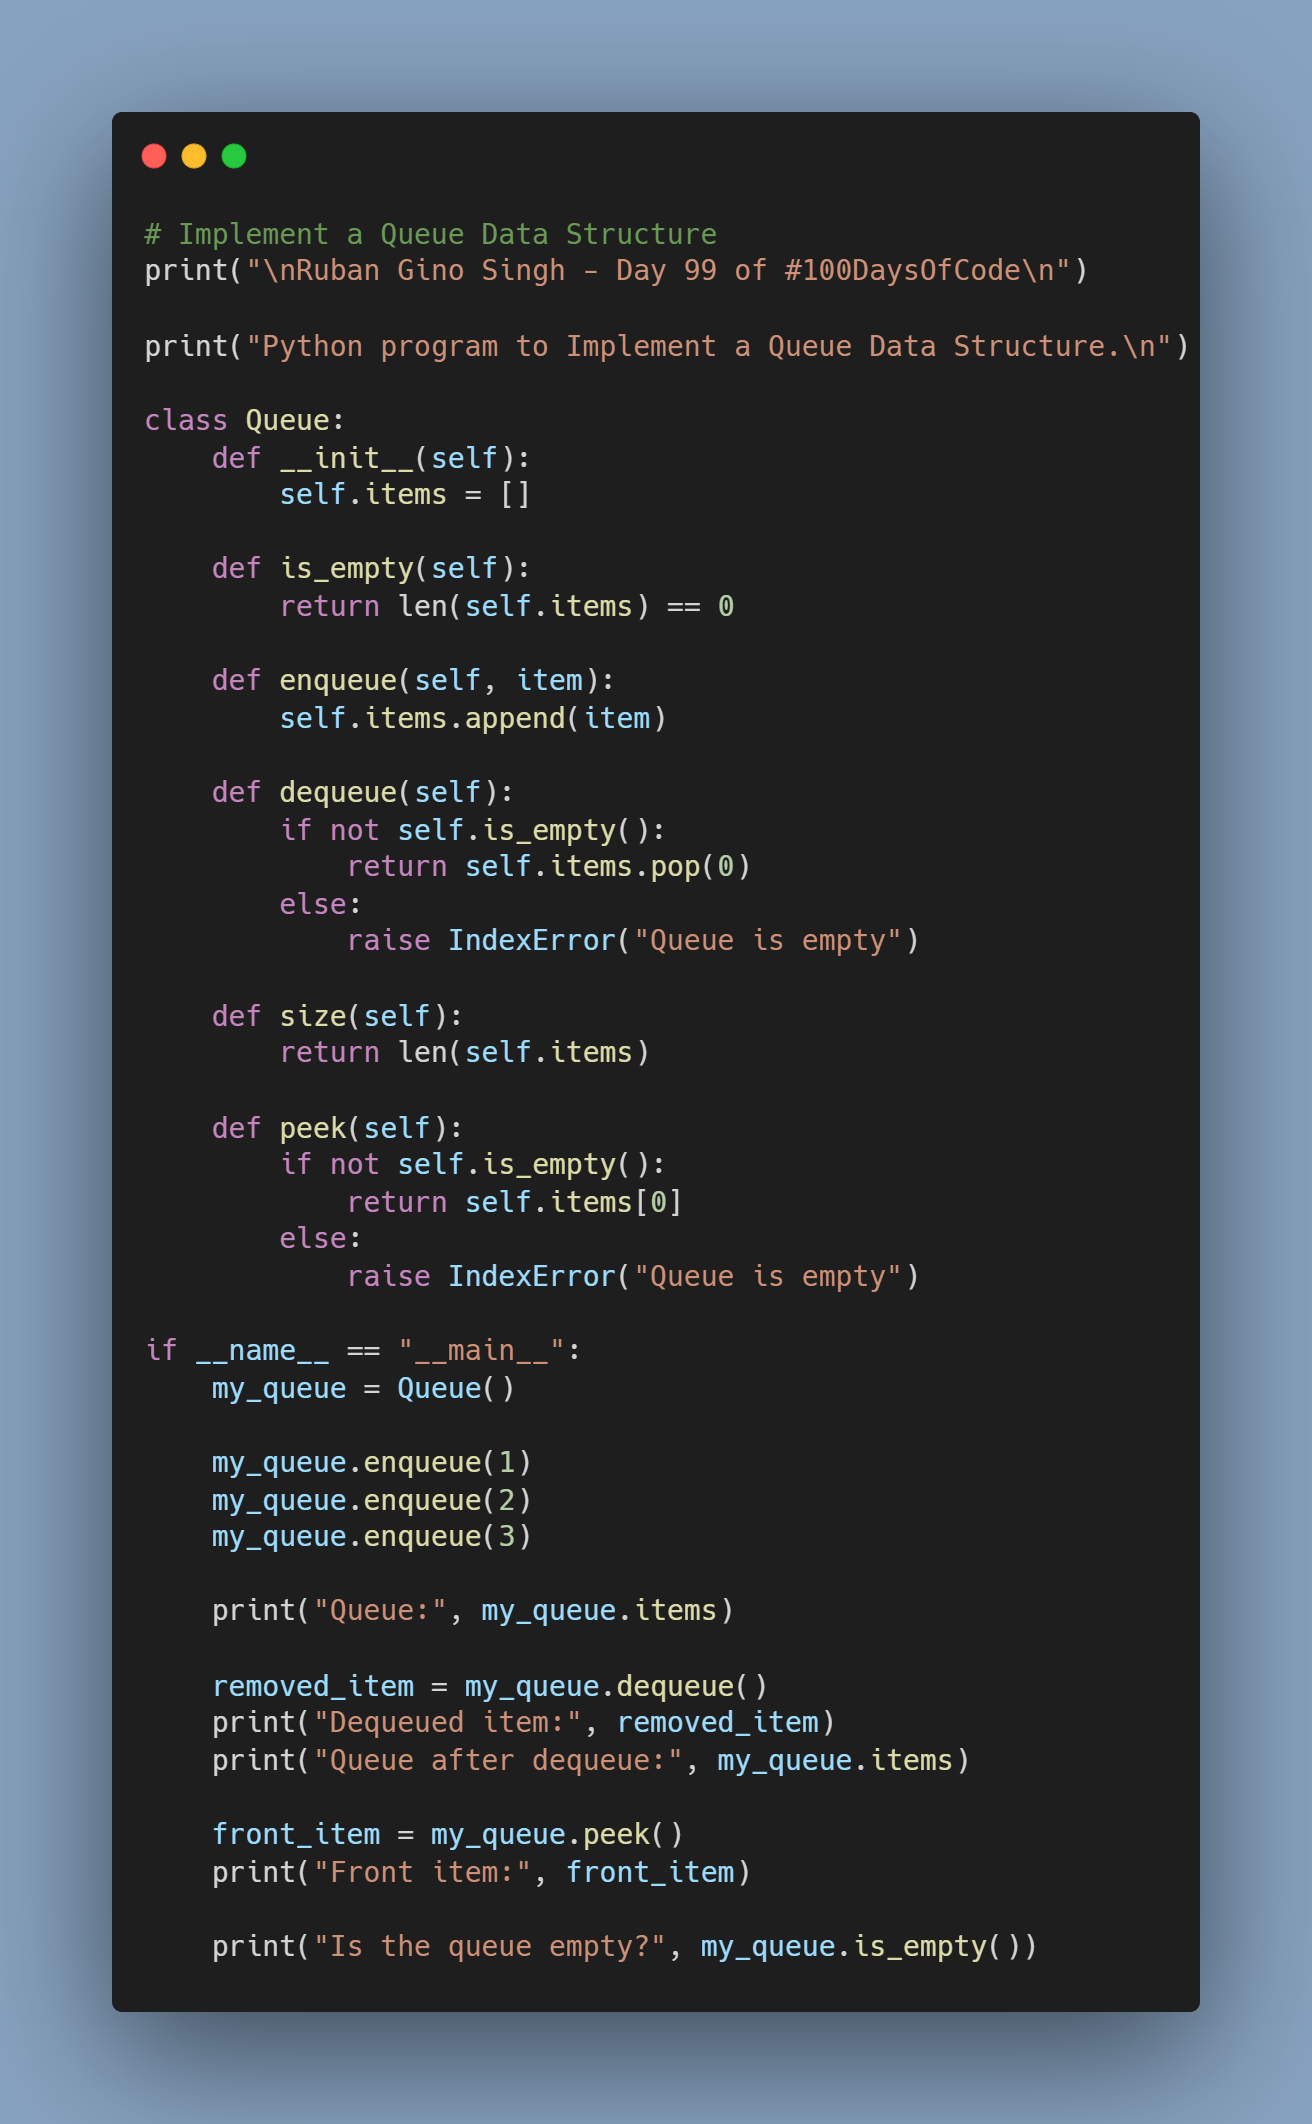 # Implement a Queue Data Structure
print("\nRuban Gino Singh - Day 99 of #100DaysOfCode\n")

print("Python program to Implement a Queue Data Structure.\n")

class Queue:
    def __init__(self):
        self.items = []

    def is_empty(self):
        return len(self.items) == 0

    def enqueue(self, item):
        self.items.append(item)

    def dequeue(self):
        if not self.is_empty():
            return self.items.pop(0)
        else:
            raise IndexError("Queue is empty")

    def size(self):
        return len(self.items)

    def peek(self):
        if not self.is_empty():
            return self.items[0]
        else:
            raise IndexError("Queue is empty")

if __name__ == "__main__":
    my_queue = Queue()

    my_queue.enqueue(1)
    my_queue.enqueue(2)
    my_queue.enqueue(3)

    print("Queue:", my_queue.items)

    removed_item = my_queue.dequeue()
    print("Dequeued item:", removed_item)
    print("Queue after dequeue:", my_queue.items)

    front_item = my_queue.peek()
    print("Front item:", front_item)

    print("Is the queue empty?", my_queue.is_empty())